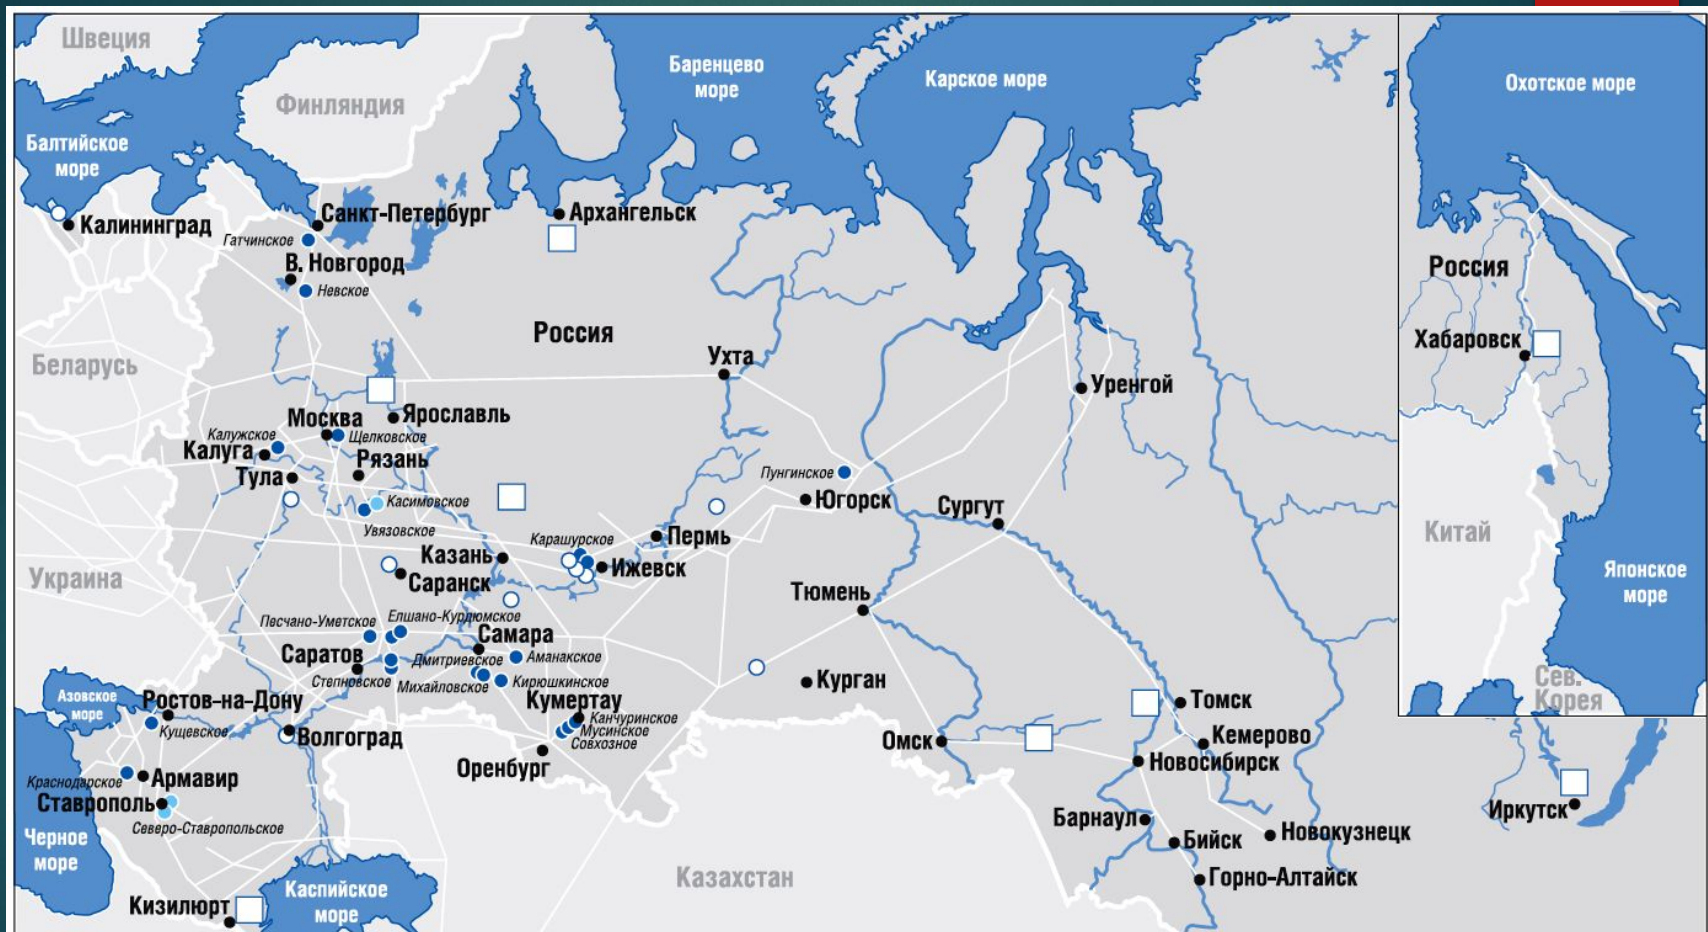 Швеция
Финляндия
Баренцево
море
Карское море
Охотское море
Балтийское
море
Калининград
Санкт-Петербург
Гатчинское
В. Новгород
Невское
Архангельск
Россия
Россия
Хабаровск
Беларусь
Ухта
Уренгой
Москва
Ярославль
Калужское
Щелковское
Калуга
Рязань
Тула
Касимовское
Увязовское
Пунгинское
Югорск
Сургут
Китай
Карашурское
Пермь
Казань
Ижевск
Саранск
Украина
Тюмень
Японское
море
Песчано-Уметское
Елшано-Курдюмское
Самара
Саратов
Дмитриевское
Аманакское
Степновское
Михайловское
Кирюшкинское
Курган
Сев.
Корея
Азовское
море
Ростов-на-Дону
Кумертау
Канчуринское
Мусинское
Совхозное
Кущевское
Волгоград
Оренбург
Томск
Омск
Кемерово
Новосибирск
Краснодарское
Армавир
Ставрополь
Северо-Ставропольское
Черное
море
Барнаул
Бийск
Новокузнецк
Иркутск
Казахстан
Горно-Алтайск
Каспийское
море
Кизилюрт